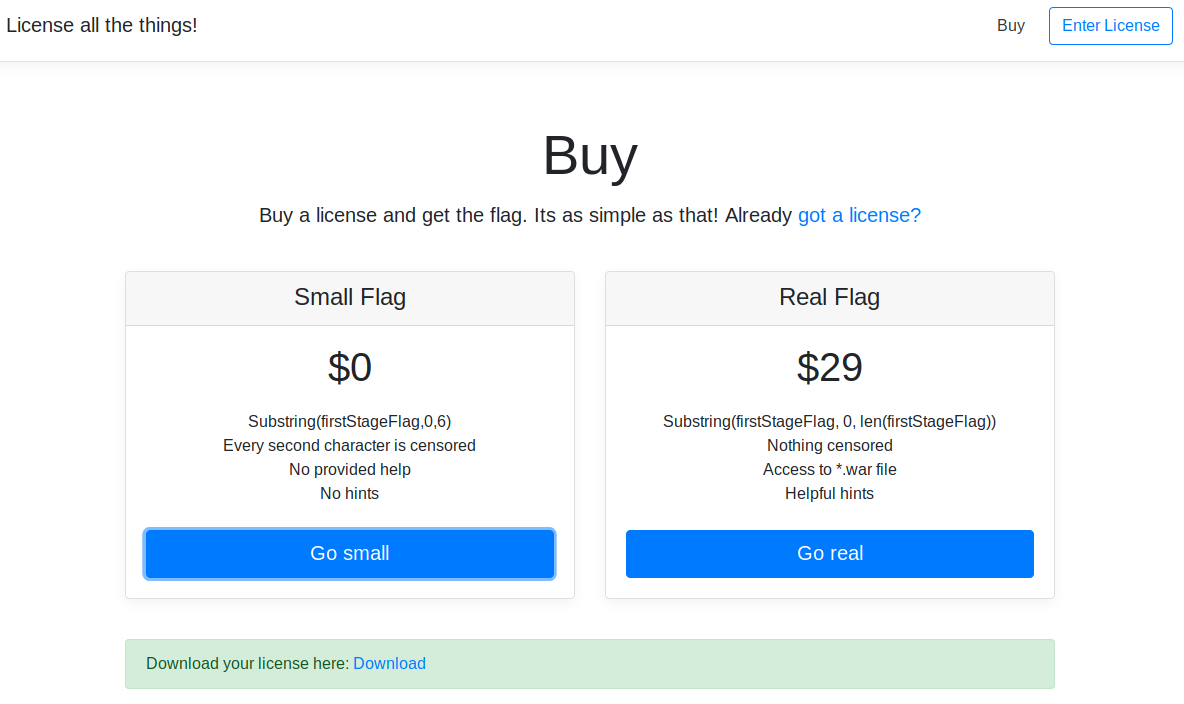 License all the things!
Buy
Enter License
Buy
Buy a license and get the flag. Its as simple as that! Already got a license?
Small Flag
$0
Substring(firstStageFlag,0,6)
Every second character is censored
No provided help
No hints
Go small
Real Flag
$29
Substring(firstStageFlag, 0, len(firstStageFlag))
Nothing censored
Access to *.war file
Helpful hints
Go real
Download your license here: Download